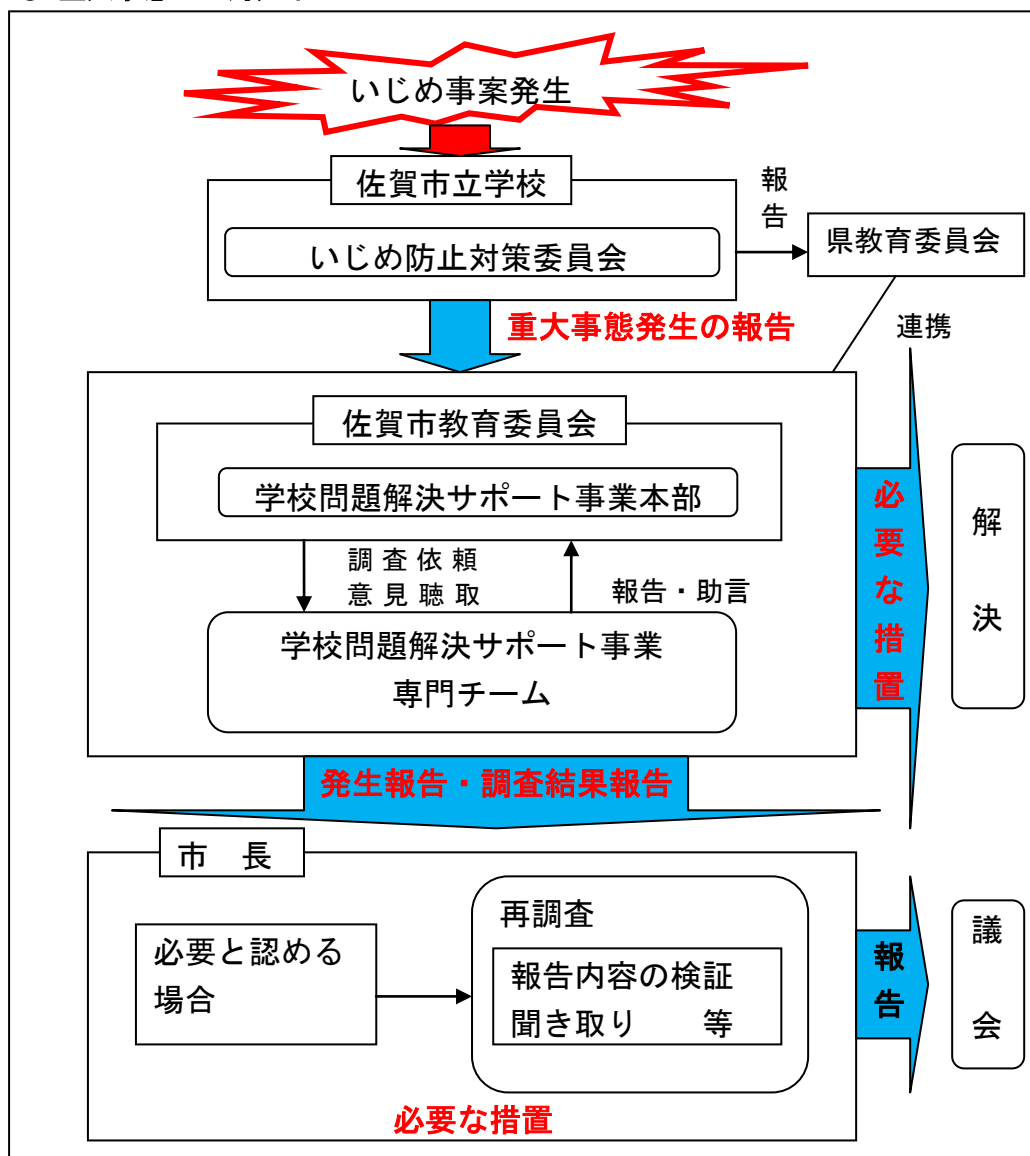 いじめ事案発生
佐賀市立学校
いじめ防止対策委員会
報告
県教育委員会
重大事態発生の報告
連携
佐賀市教育委員会
学校問題解決サポート事業本部
調査依頼
意見聴取
報告・助言
学校問題解決サポート事業
専門チーム
必要な措置
解決
発生報告・調査結果報告
市 長
必要と認める
場合
再調査
報告内容の検証
聞き取り 等
報告
議会
必要な措置